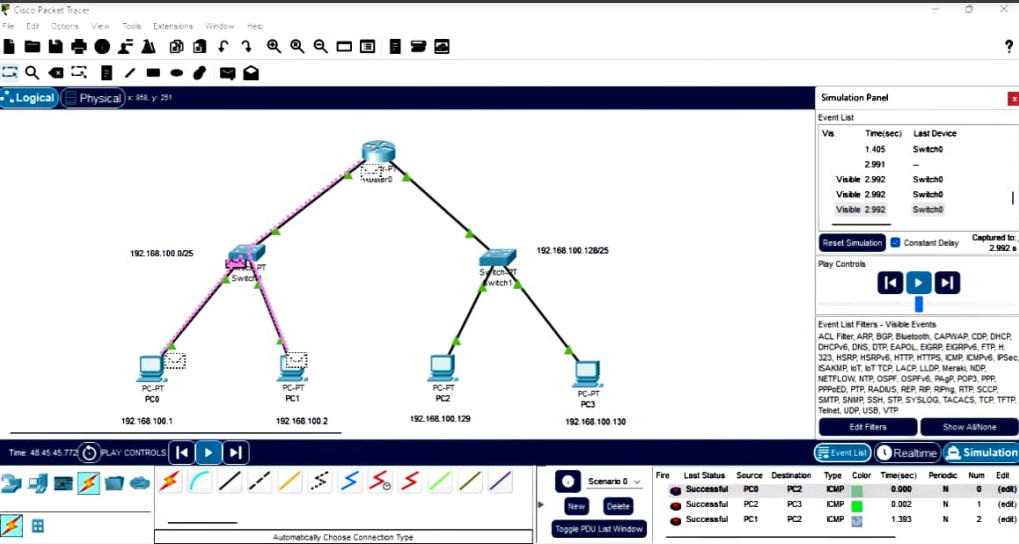 Cisco Packet Tracer
File Edit Options View Tools Extensions Window Help
?
Logical Physical x: 858, y: 251
Simulation Panel
Event List
Vis. Time(sec) Last Device
1.405 Switch0
2.991 --
Visible 2.992 Switch0
Visible 2.992 Switch0
Visible 2.992 Switch0
Reset Simulation Constant Delay Captured to:
2.992 s
Play Controls
Event List Filters - Visible Events
ACL Filter, ARP, BGP, Bluetooth, CAPWAP, CDP, DHCP,
DHCPv6, DNS, DTP, EAPOL, EIGRP, EIGRPv6, FTP, H.
323, HSRP, HSRPv6, HTTP, HTTPS, ICMP, ICMPv6, IPSec,
ISAKMP, IoT, IoT TCP, LACP, LLDP, Meraki, NDP,
NETFLOW, NTP, OSPF, OSPFv6, PAgP, POP3, PPP,
PPPoED, PTP, RADIUS, REP, RIP, RIPng, RTP, SCCP,
SMTP, SNMP, SSH, STP, SYSLOG, TACACS, TCP, TFTP,
Telnet, UDP, USB, VTP
Edit Filters Show All/None
192.168.100.0/25
192.168.100.128/25
Switch1
PC-PT
PC0
PC-PT
PC1
PC-PT
PC2
PC-PT
PC3
192.168.100.1
192.168.100.2
192.168.100.129
192.168.100.130
Time: 48:45:45.772 PLAY CONTROLS Event List Realtime Simulation
Automatically Choose Connection Type
Scenario 0
New Delete
Toggle PDU List Window
Fire Last Status Source Destination Type Color Time(sec) Periodic Num Edit
Successful PC0 PC2 ICMP 0.000 N 0 (edit)
Successful PC2 PC3 ICMP 0.002 N 1 (edit)
Successful PC1 PC2 ICMP 1.393 N 2 (edit)